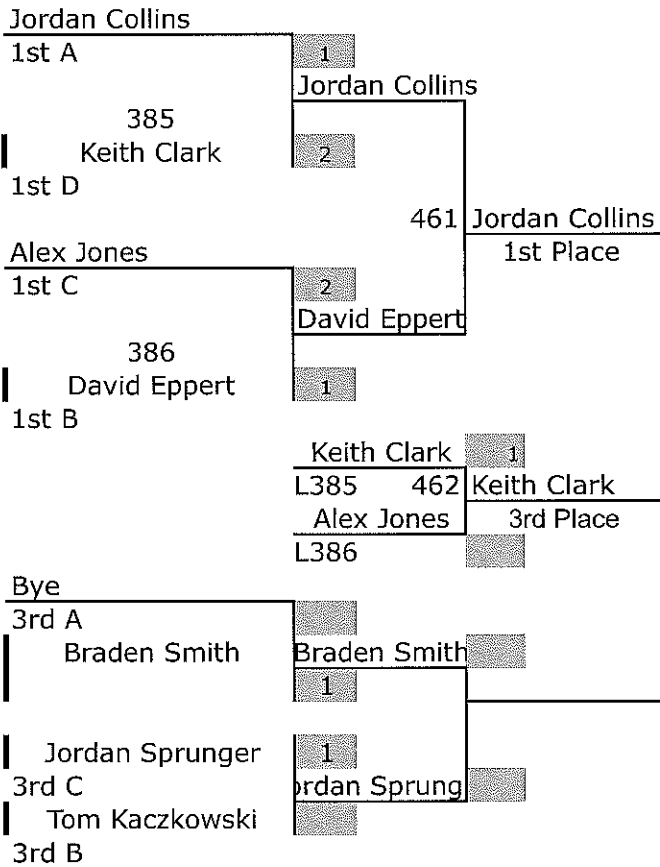 Jordan Collins
1st A
1
Jordan Collins
385
Keith Clark
2
1st D
461
Jordan Collins
1st Place
Alex Jones
1st C
2
David Eppert
386
David Eppert
1
1st B
Keith Clark
1
L385
462
Keith Clark
Alex Jones
3rd Place
L386
Bye
3rd A
Braden Smith
Braden Smith
1
Jordan Sprunger
1
3rd C
ordan Sprung
Tom Kaczkowski
3rd B